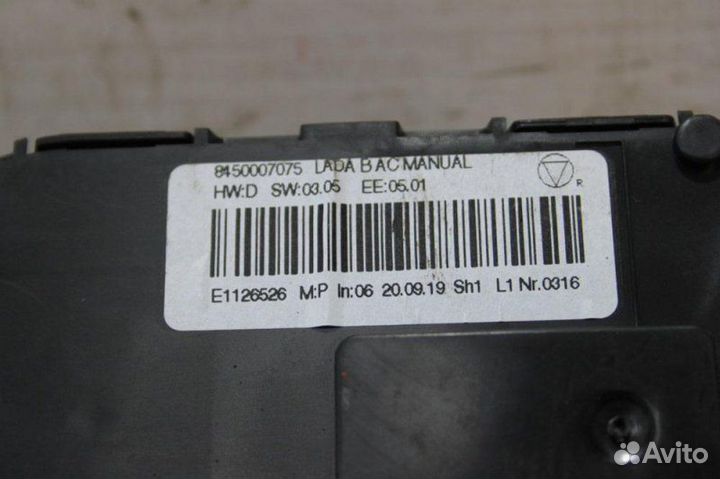 8450007075 LADA B AC MANUAL
HW:D SW:03.05 EE:05.01
R
E1126526 M:P In:06 20.09.19 Sh1 L1 Nr.0316
Avito